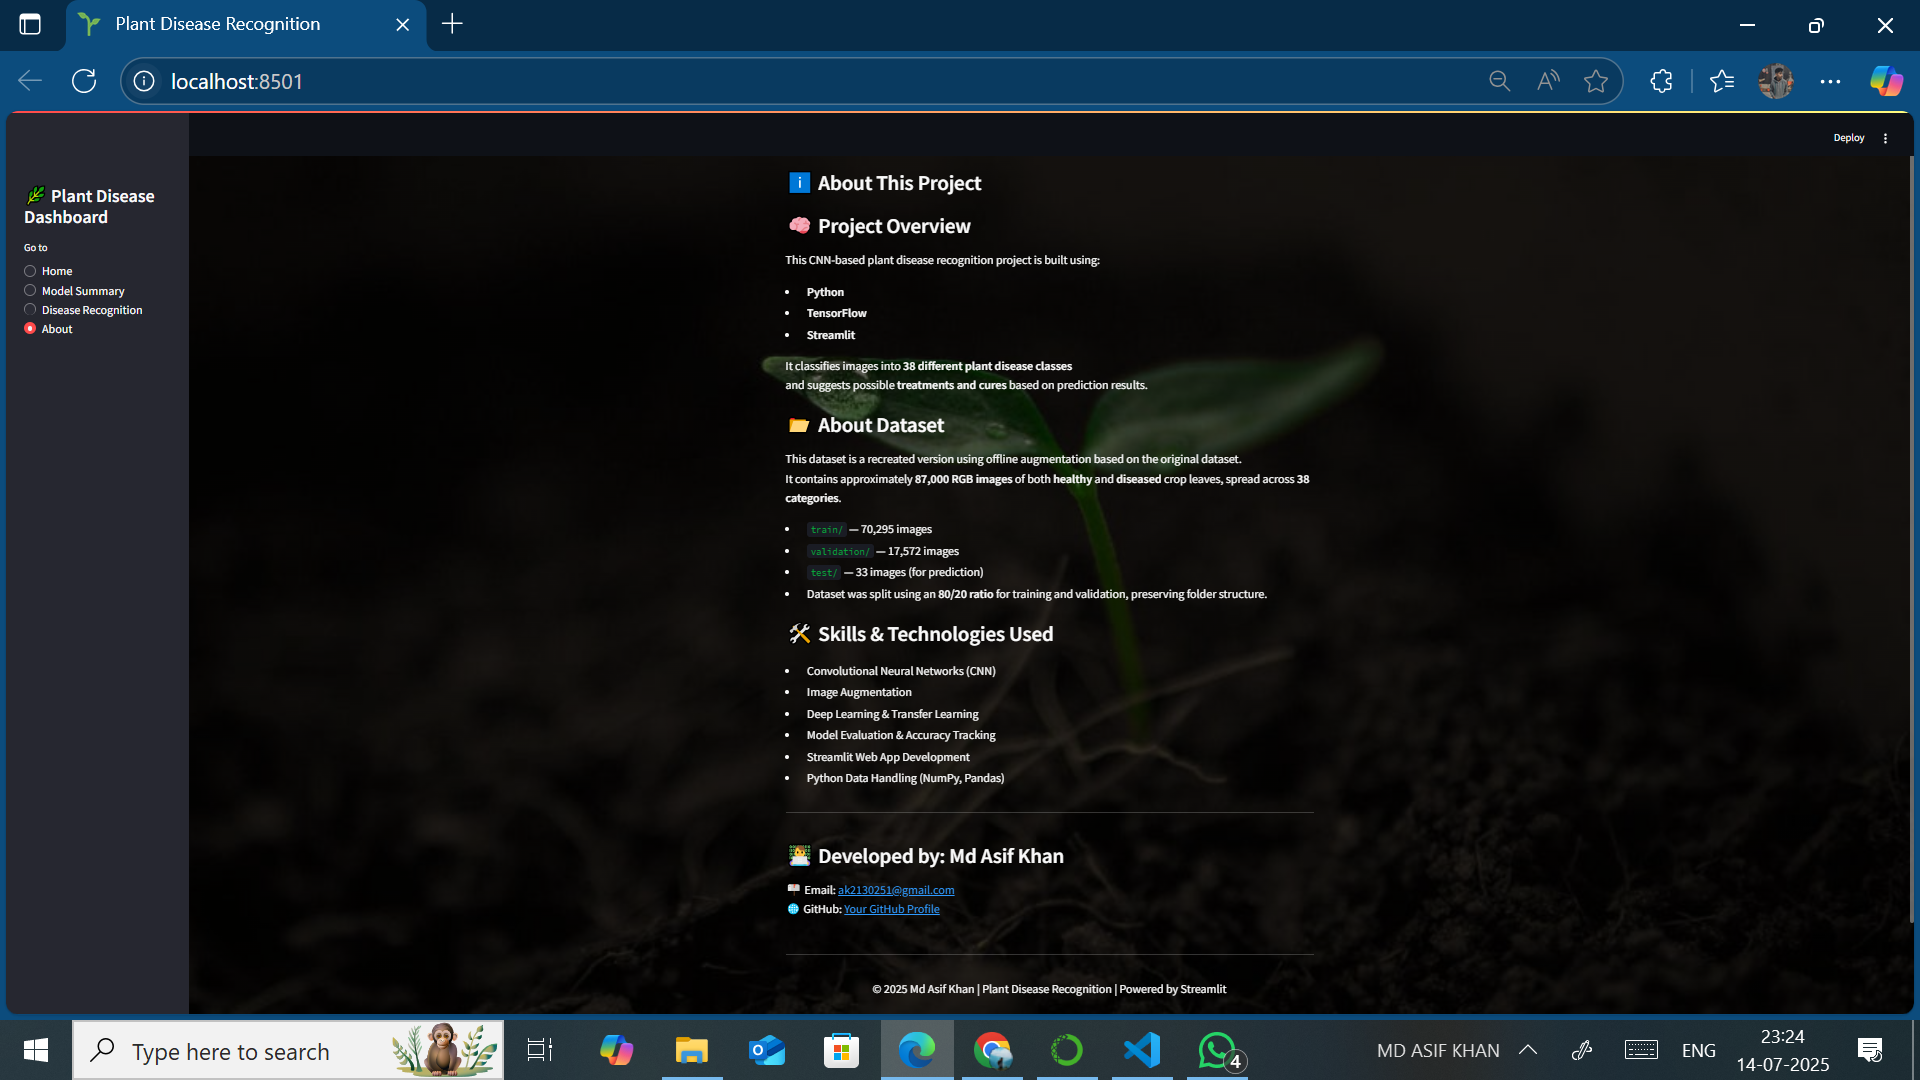 Plant Disease Recognition
localhost:8501
Deploy
Plant Disease
Dashboard
Go to
Home
Model Summary
Disease Recognition
About
About This Project
Project Overview
This CNN-based plant disease recognition project is built using:
• Python
• TensorFlow
• Streamlit
It classifies images into 38 different plant disease classes
and suggests possible treatments and cures based on prediction results.
About Dataset
This dataset is a recreated version using offline augmentation based on the original dataset.
It contains approximately 87,000 RGB images of both healthy and diseased crop leaves, spread across 38
categories.
• train/ — 70,295 images
• validation/ — 17,572 images
• test/ — 33 images (for prediction)
• Dataset was split using an 80/20 ratio for training and validation, preserving folder structure.
Skills & Technologies Used
• Convolutional Neural Networks (CNN)
• Image Augmentation
• Deep Learning & Transfer Learning
• Model Evaluation & Accuracy Tracking
• Streamlit Web App Development
• Python Data Handling (NumPy, Pandas)
Developed by: Md Asif Khan
Email: ak2130251@gmail.com
GitHub: Your GitHub Profile
© 2025 Md Asif Khan | Plant Disease Recognition | Powered by Streamlit
Type here to search
4
MD ASIF KHAN
ENG
23:24
14-07-2025